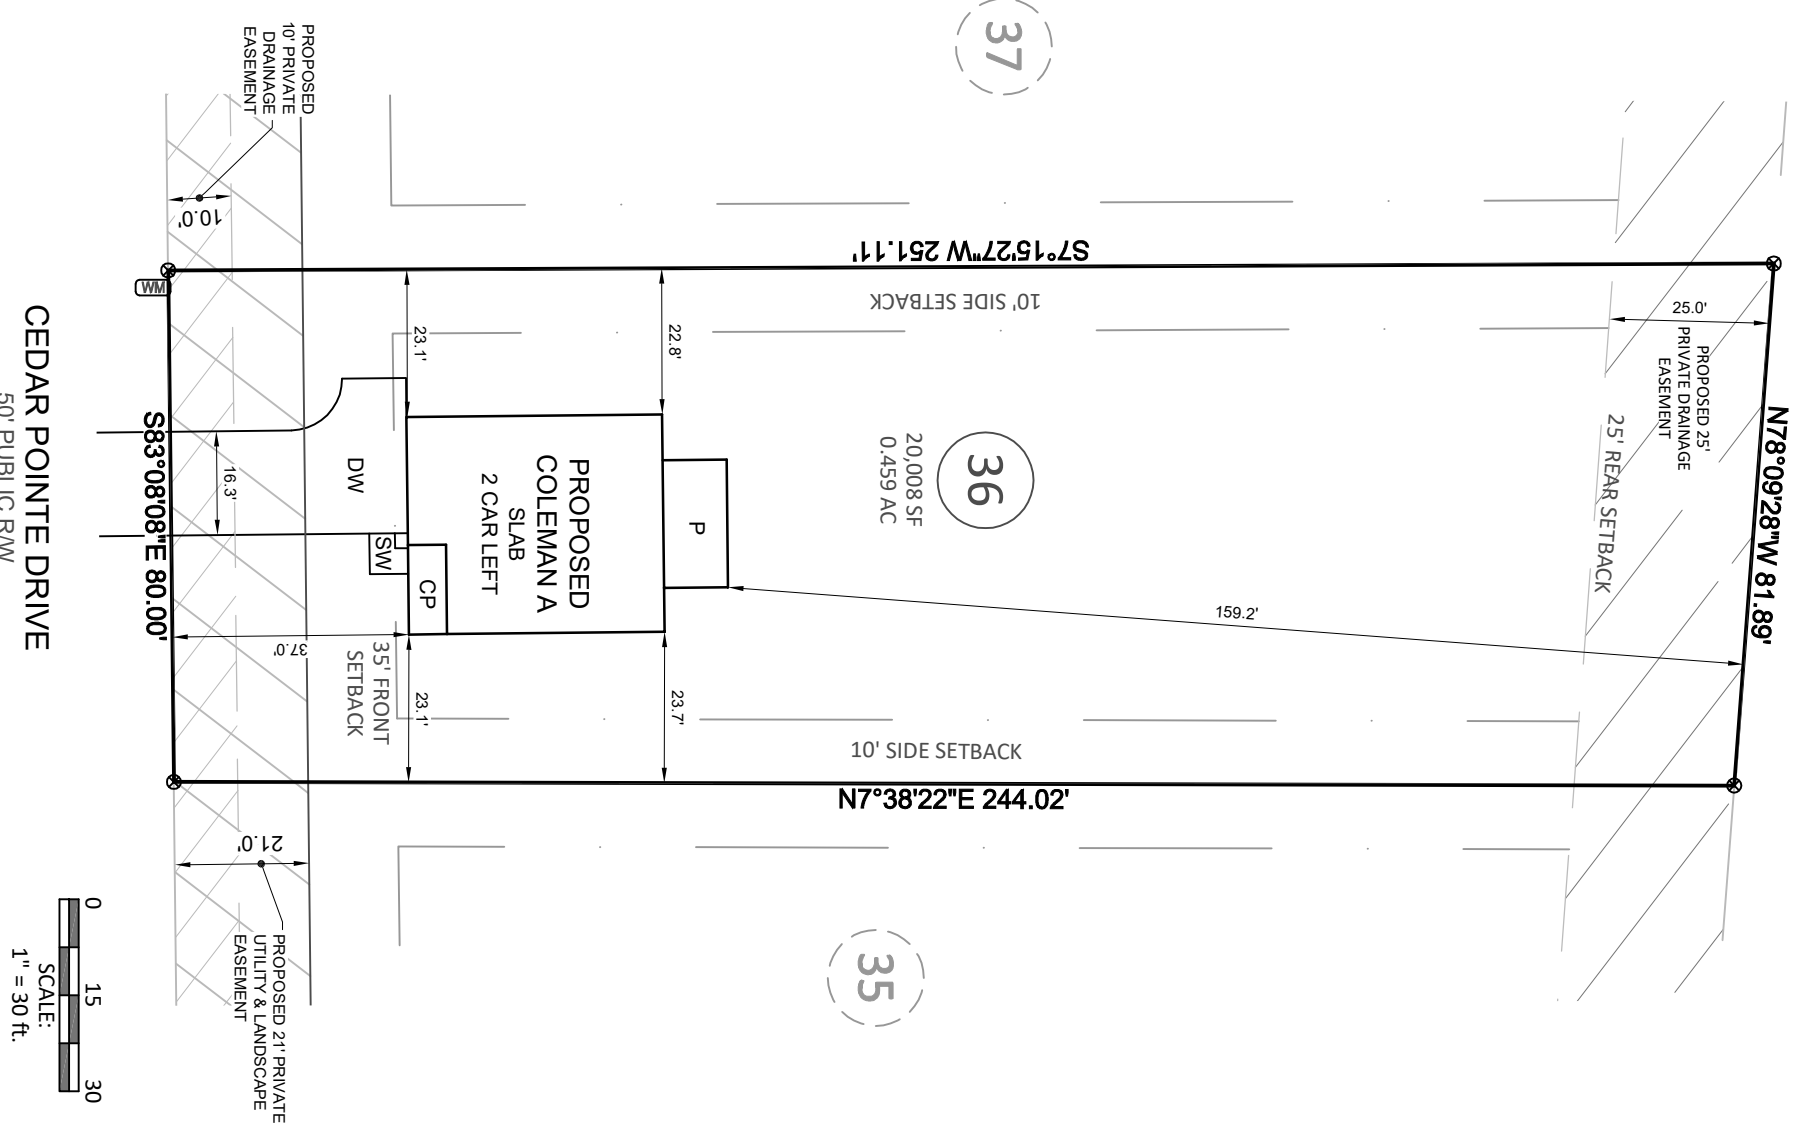 37
PROPOSED
10' PRIVATE
DRAINAGE
EASEMENT
10.0'
S7°15'27"W 251.11'
WM
10' SIDE SETBACK
25.0'
PROPOSED 25'
PRIVATE DRAINAGE
EASEMENT
23.1'
22.8'
N78°09'28"W 81.89'
25' REAR SETBACK
36
20,008 SF
0.459 AC
CEDAR POINTE DRIVE
50' PUBLIC R/W
S83°08'08"E 80.00'
16.3'
DW
SW
CP
PROPOSED
COLEMAN A
SLAB
2 CAR LEFT
P
159.2'
37.0'
35' FRONT
SETBACK
23.1'
23.7'
10' SIDE SETBACK
N7°38'22"E 244.02'
21.0'
PROPOSED 21' PRIVATE
UTILITY & LANDSCAPE
EASEMENT
35
0 15 30
SCALE:
1" = 30 ft.